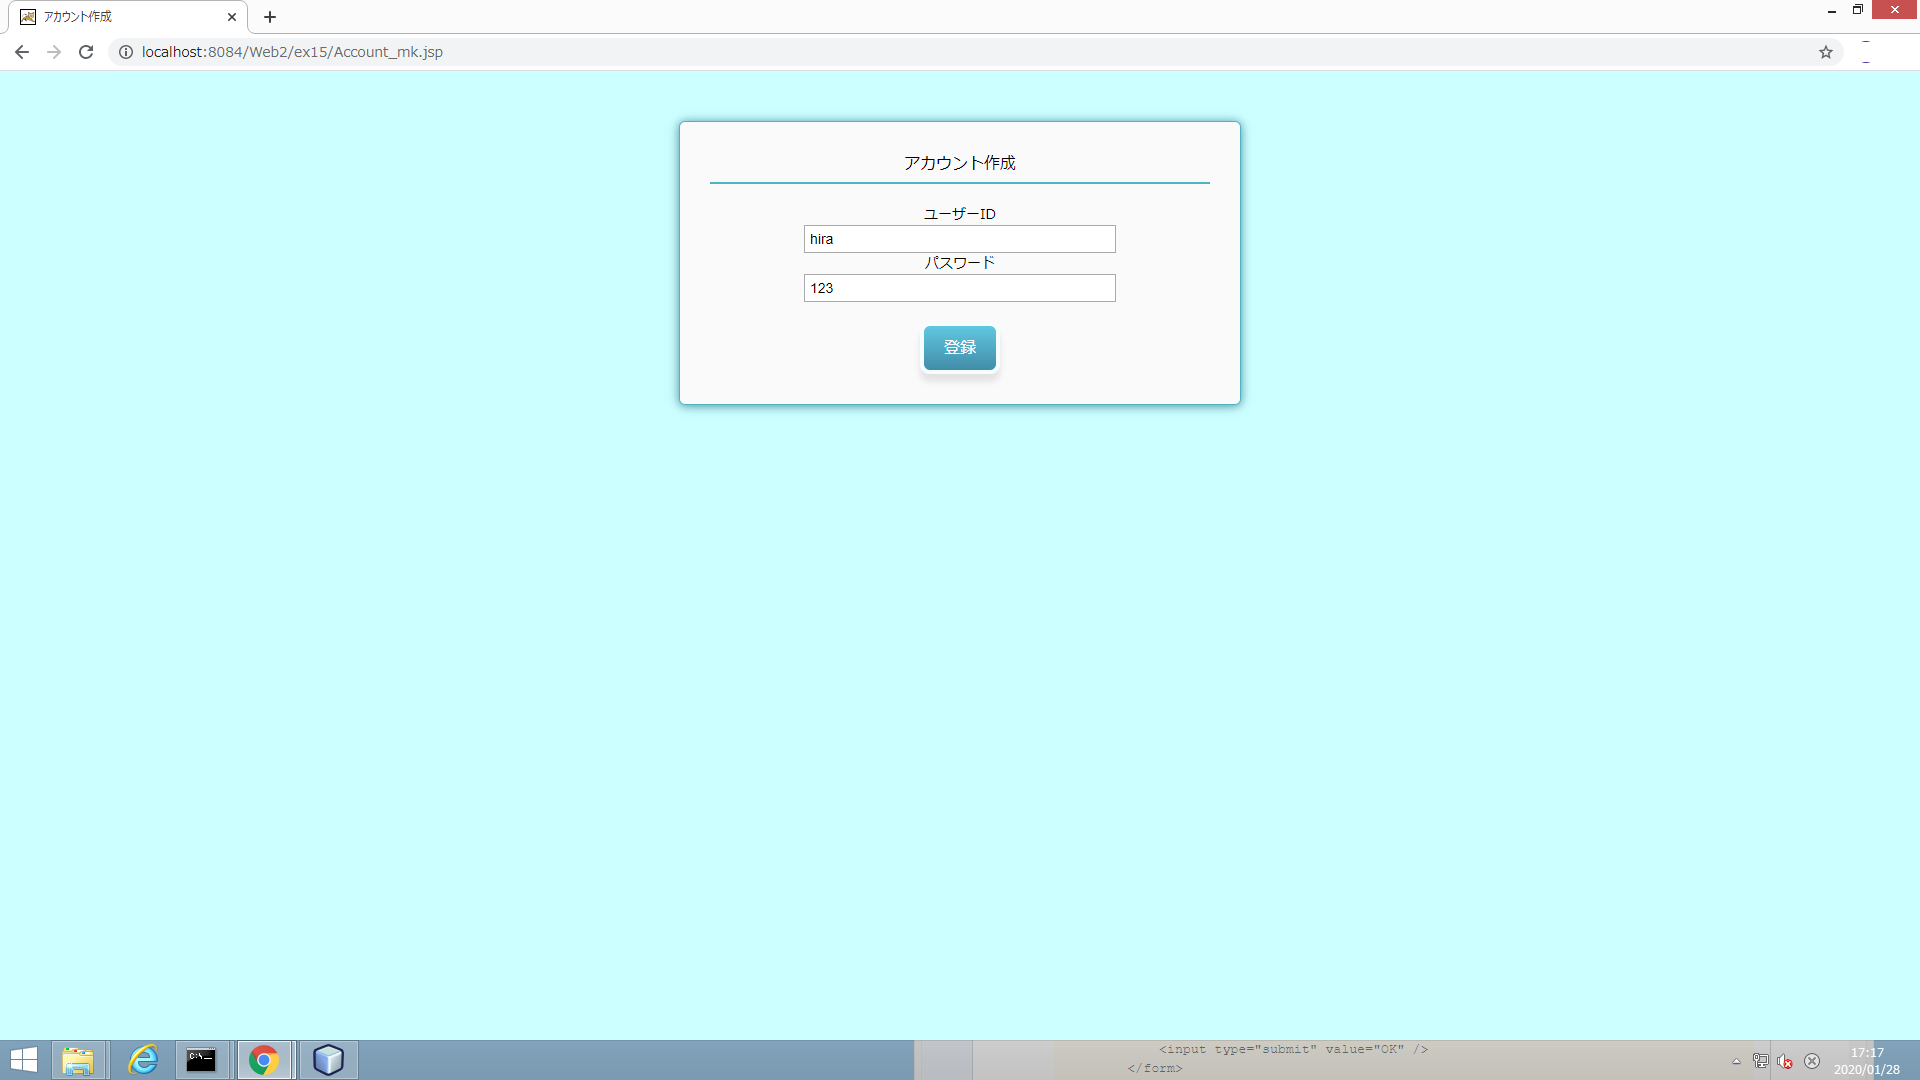 アカウント作成
localhost:8084/Web2/ex15/Account_mk.jsp
アカウント作成
ユーザーID
hira
パスワード
123
登録
C:\_
<input type="submit" value="OK" />
</form>
17:17
2020/01/28